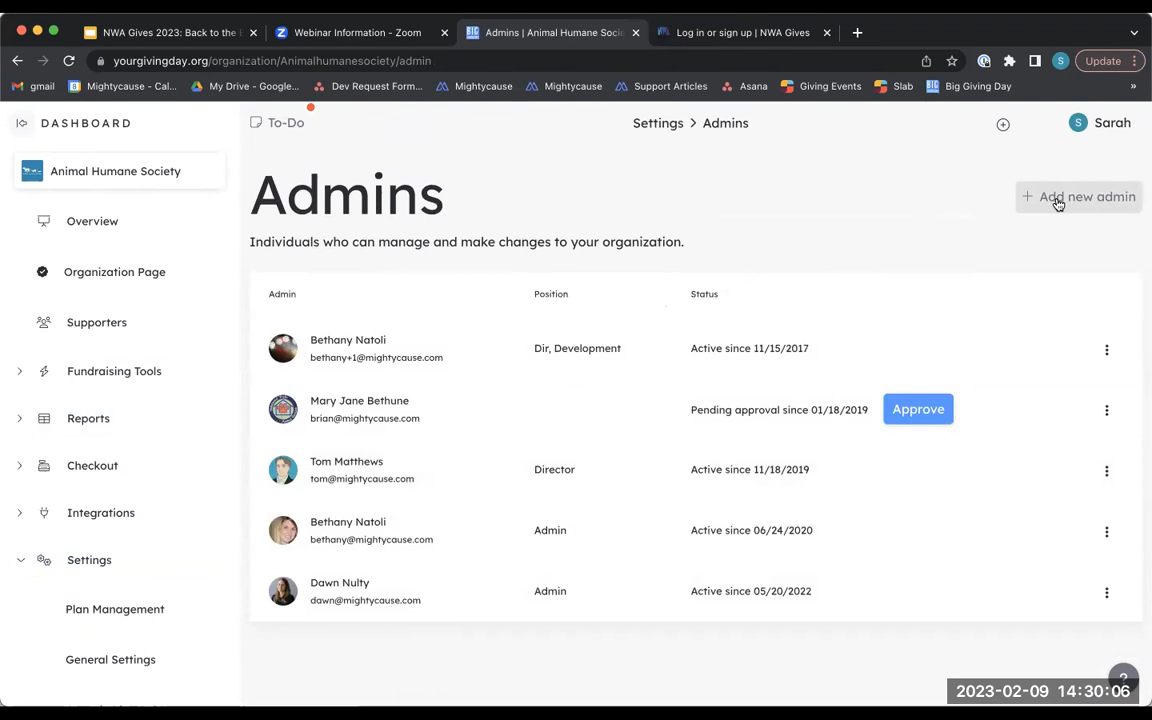 NWA Gives 2023: Back to the
Webinar Information - Zoom
Admins | Animal Humane Socie
Log in or sign up | NWA Gives
yourgivingday.org/organization/Animalhumanesociety/admin
S
Update
gmail
Mightycause - Cal...
My Drive - Google...
Dev Request Form...
Mightycause
Mightycause
Support Articles
Asana
Giving Events
Slab
Big Giving Day
»
DASHBOARD
To-Do
Settings > Admins
S
Sarah
Animal Humane Society
Admins
+ Add new admin
Overview
Individuals who can manage and make changes to your organization.
Organization Page
Admin
Position
Status
Supporters
Bethany Natoli
bethany+1@mightycause.com
Dir, Development
Active since 11/15/2017
Fundraising Tools
Mary Jane Bethune
brian@mightycause.com
Pending approval since 01/18/2019
Approve
Reports
Tom Matthews
tom@mightycause.com
Director
Active since 11/18/2019
Checkout
Integrations
Bethany Natoli
bethany@mightycause.com
Admin
Active since 06/24/2020
Settings
Dawn Nulty
dawn@mightycause.com
Admin
Active since 05/20/2022
Plan Management
General Settings
?
2023-02-09 14:30:06